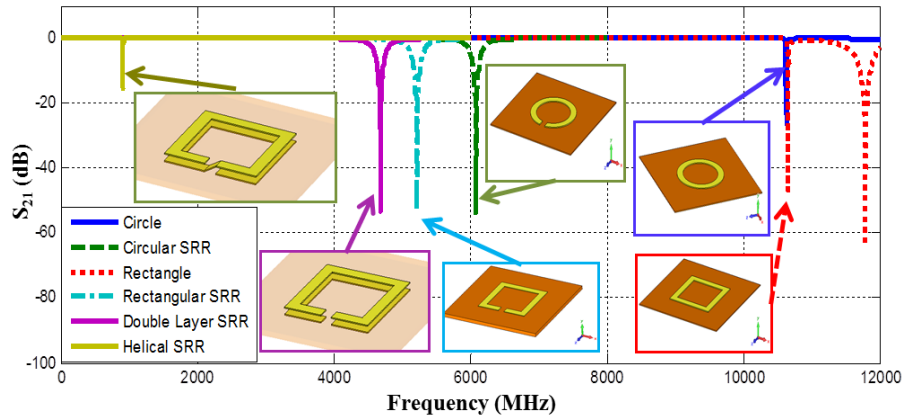 S21 (dB)
0
-20
-40
-60
-80
-100
Circle
Circular SRR
Rectangle
Rectangular SRR
Double Layer SRR
Helical SRR
0
2000
4000
6000
8000
10000
12000
Frequency (MHz)